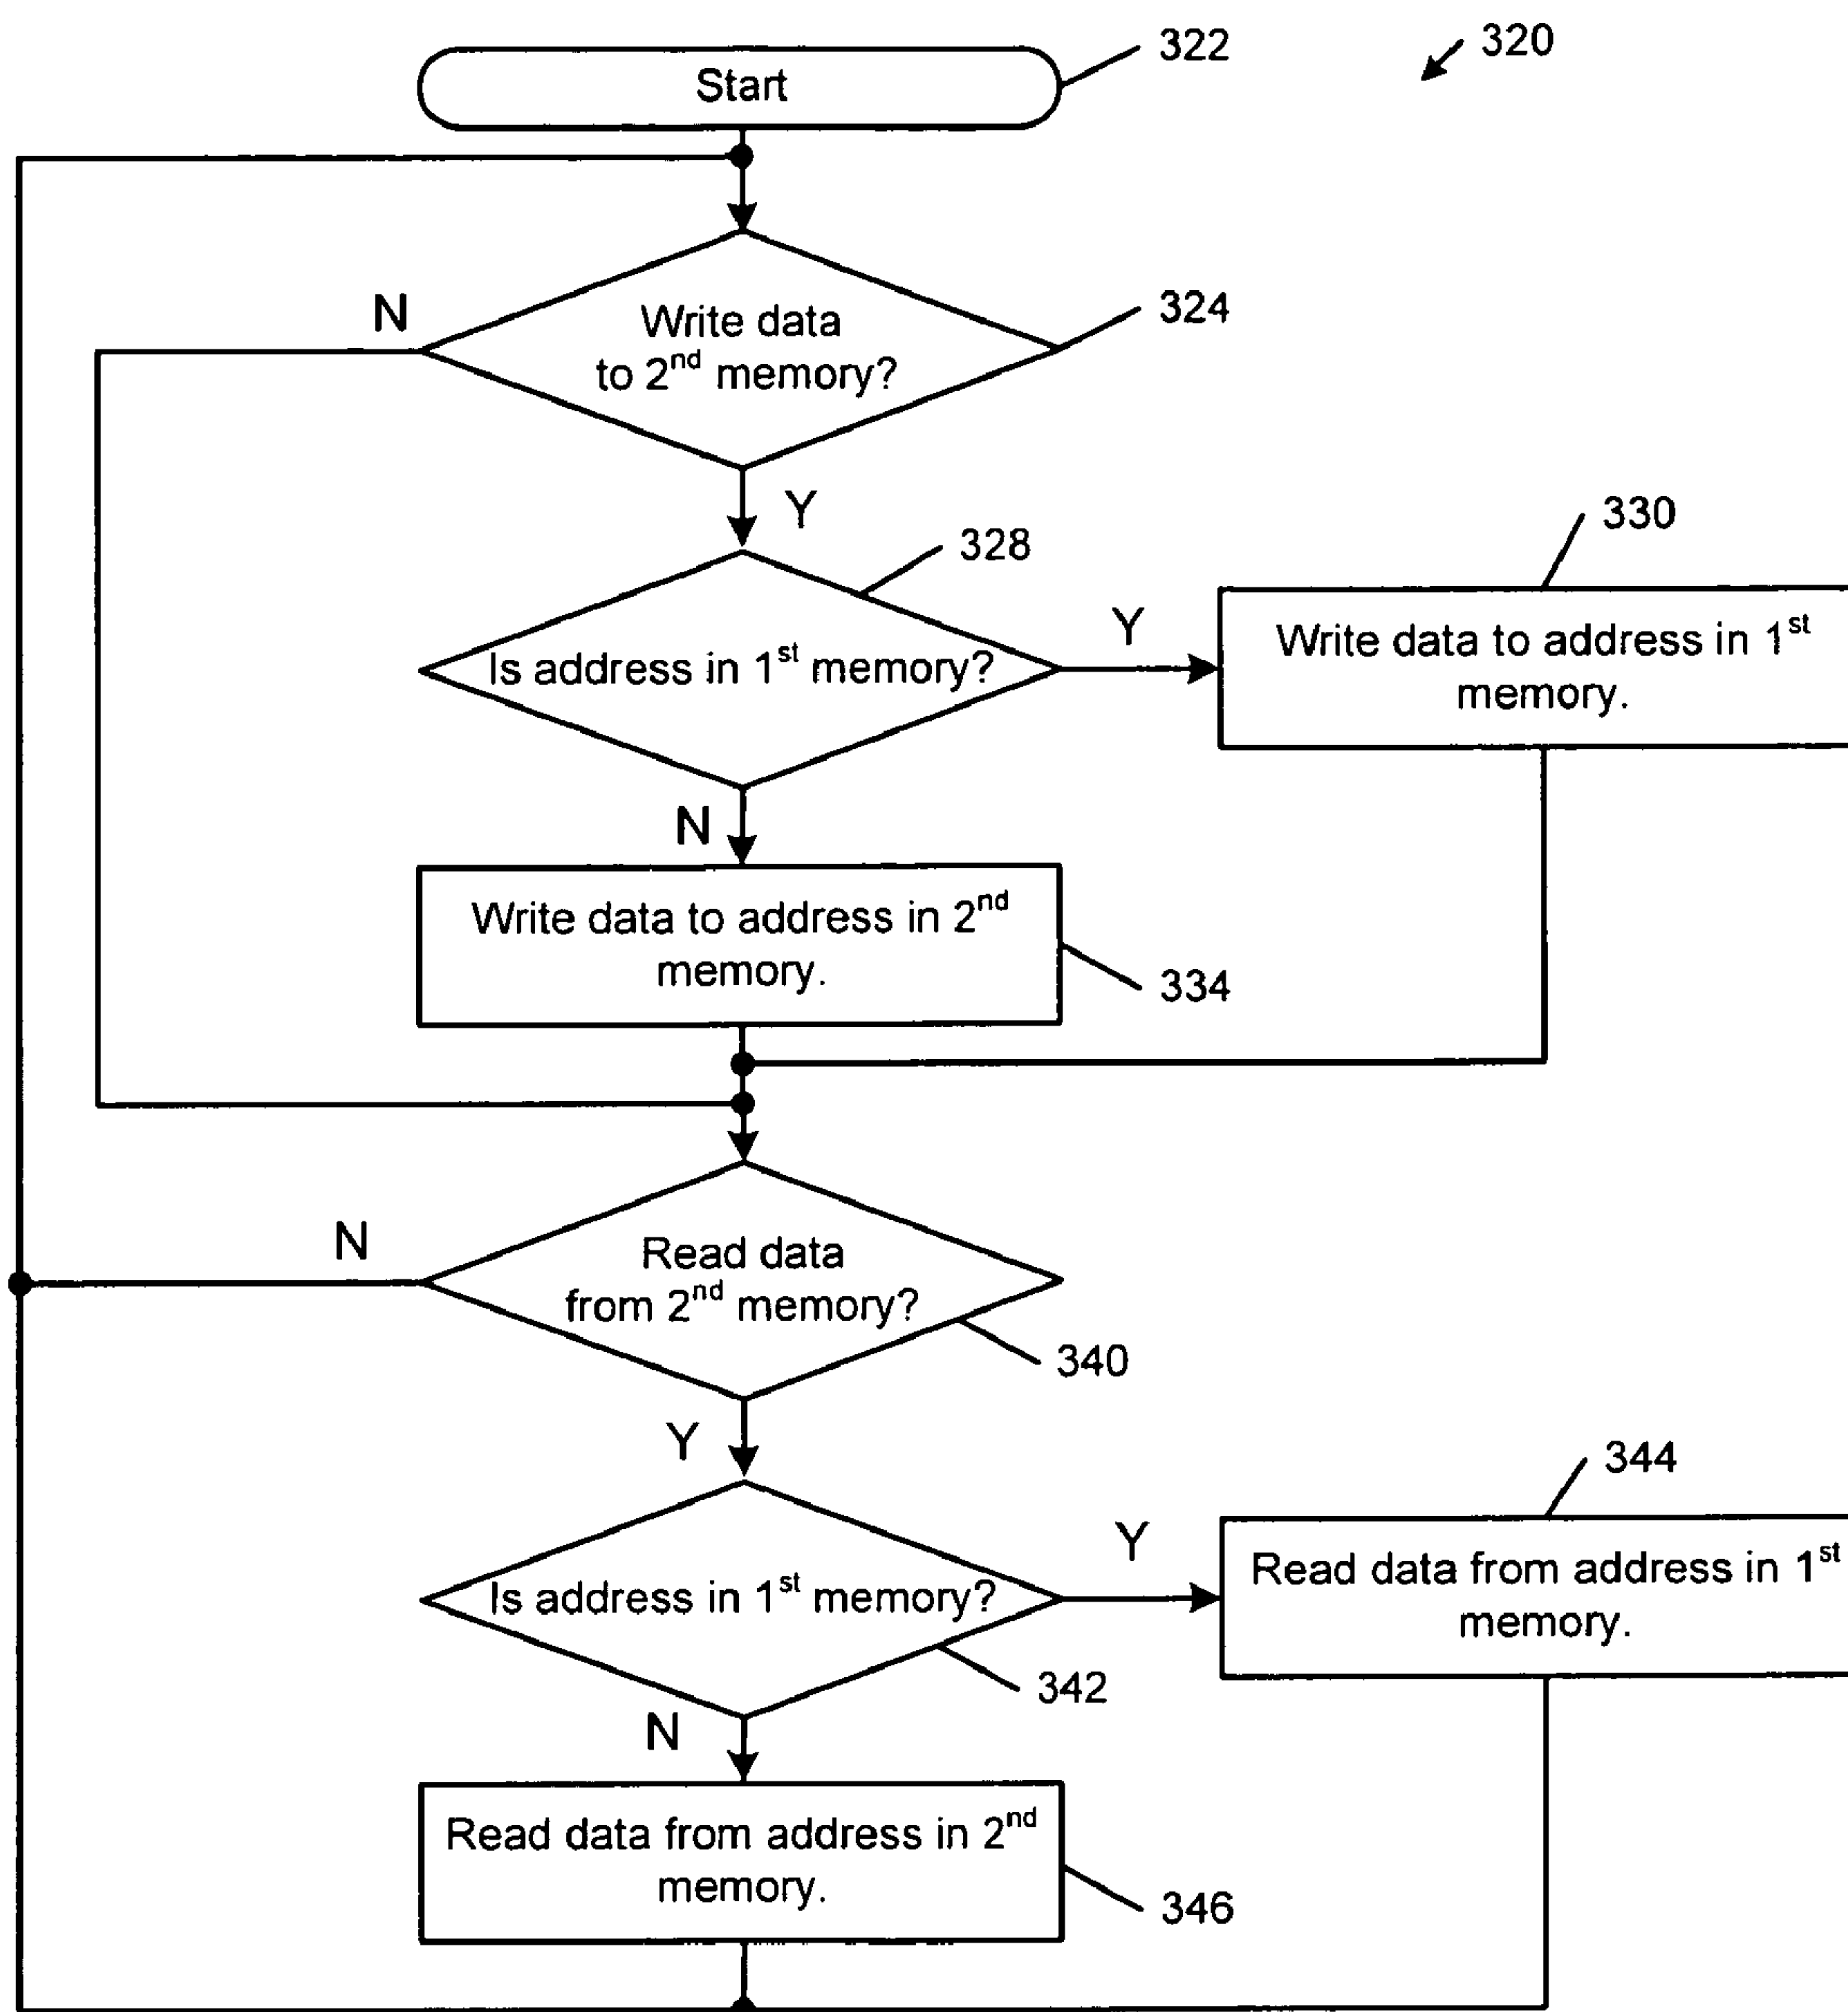 322
320
Start
N
324
Write data
to 2nd memory?
Y
328
330
Is address in 1st memory?
Y
Write data to address in 1st
memory.
N
Write data to address in 2nd
memory.
334
N
Read data
from 2nd memory?
340
Y
344
Is address in 1st memory?
Y
Read data from address in 1st
memory.
342
N
Read data from address in 2nd
memory.
346